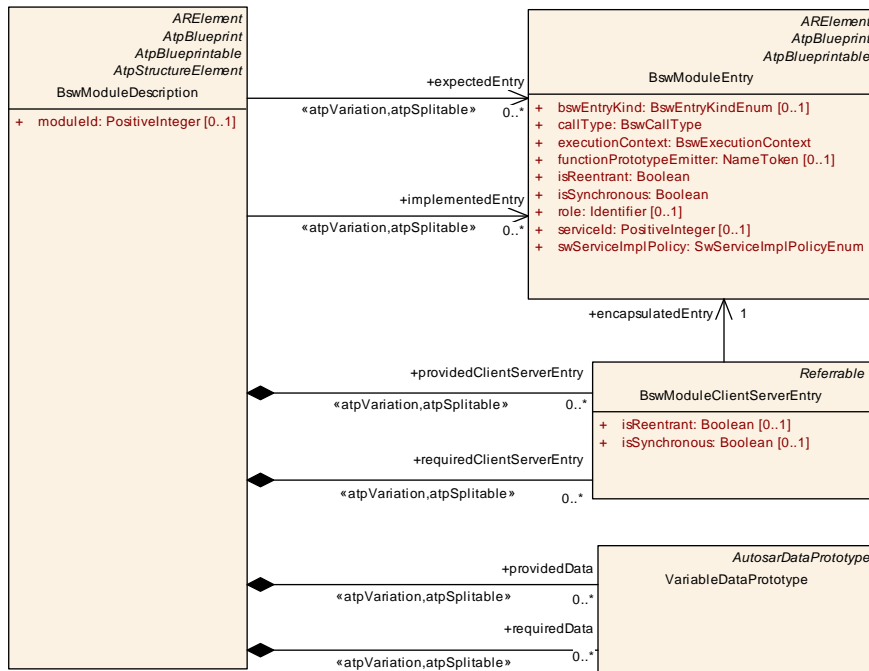 ARElement
AtpBlueprint
AtpBlueprintable
AtpStructureElement
BswModuleDescription
+ moduleId: PositiveInteger [0..1]
+expectedEntry
«atpVariation,atpSplitable» 0..*
+implementedEntry
«atpVariation,atpSplitable» 0..*
ARElement
AtpBlueprint
AtpBlueprintable
BswModuleEntry
+ bswEntryKind: BswEntryKindEnum [0..1]
+ callType: BswCallType
+ executionContext: BswExecutionContext
+ functionPrototypeEmitter: NameToken [0..1]
+ isReentrant: Boolean
+ isSynchronous: Boolean
+ role: Identifier [0..1]
+ serviceId: PositiveInteger [0..1]
+ swServiceImplPolicy: SwServiceImplPolicyEnum
+encapsulatedEntry 1
+providedClientServerEntry
«atpVariation,atpSplitable» 0..*
+requiredClientServerEntry
«atpVariation,atpSplitable» 0..*
Referrable
BswModuleClientServerEntry
+ isReentrant: Boolean [0..1]
+ isSynchronous: Boolean [0..1]
+providedData
«atpVariation,atpSplitable» 0..*
+requiredData
«atpVariation,atpSplitable» 0..*
AutosarDataPrototype
VariableDataPrototype